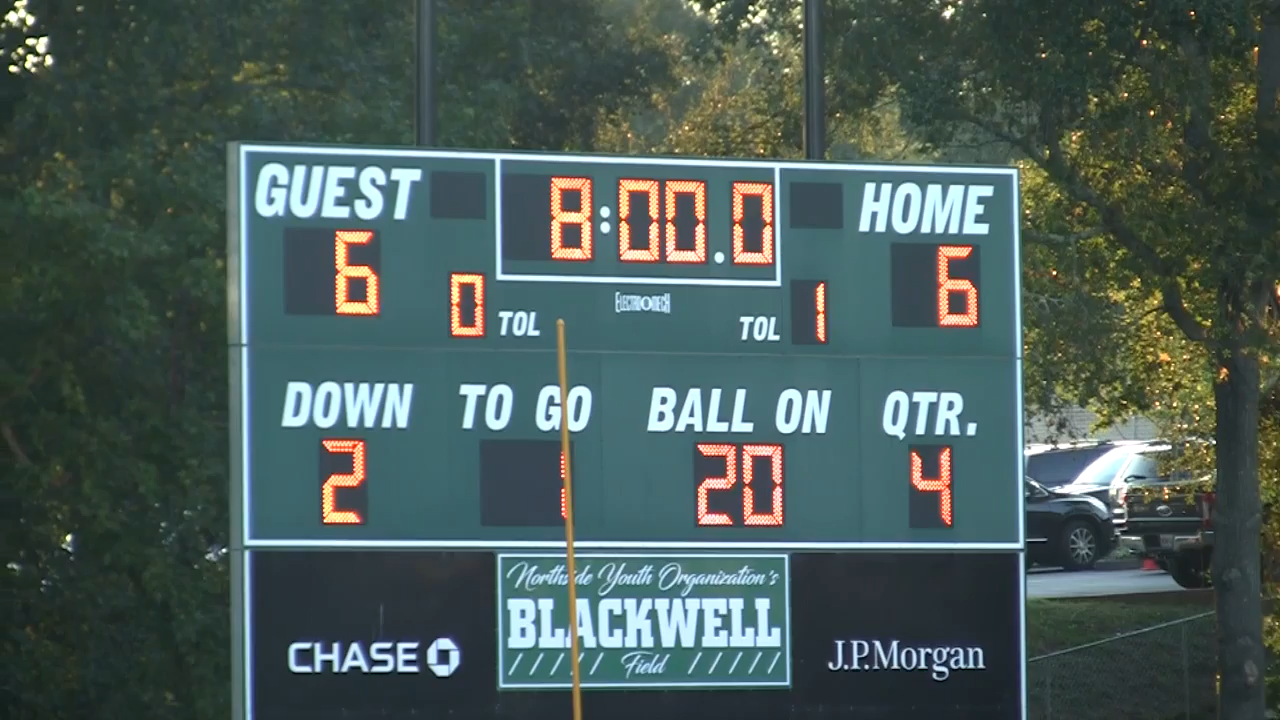 GUEST 8:00.0 HOME
6 0 TOL ELECTRO-MECH TOL 1 6
DOWN TO GO BALL ON QTR.
2 1 20 4
Northside Youth Organization's
BLACKWELL
Field
CHASE J.P.Morgan